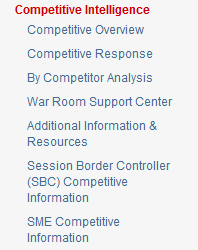 Competitive Intelligence
Competitive Overview
Competitive Response
By Competitor Analysis
War Room Support Center
Additional Information &
Resources
Session Border Controller
(SBC) Competitive
Information
SME Competitive
Information